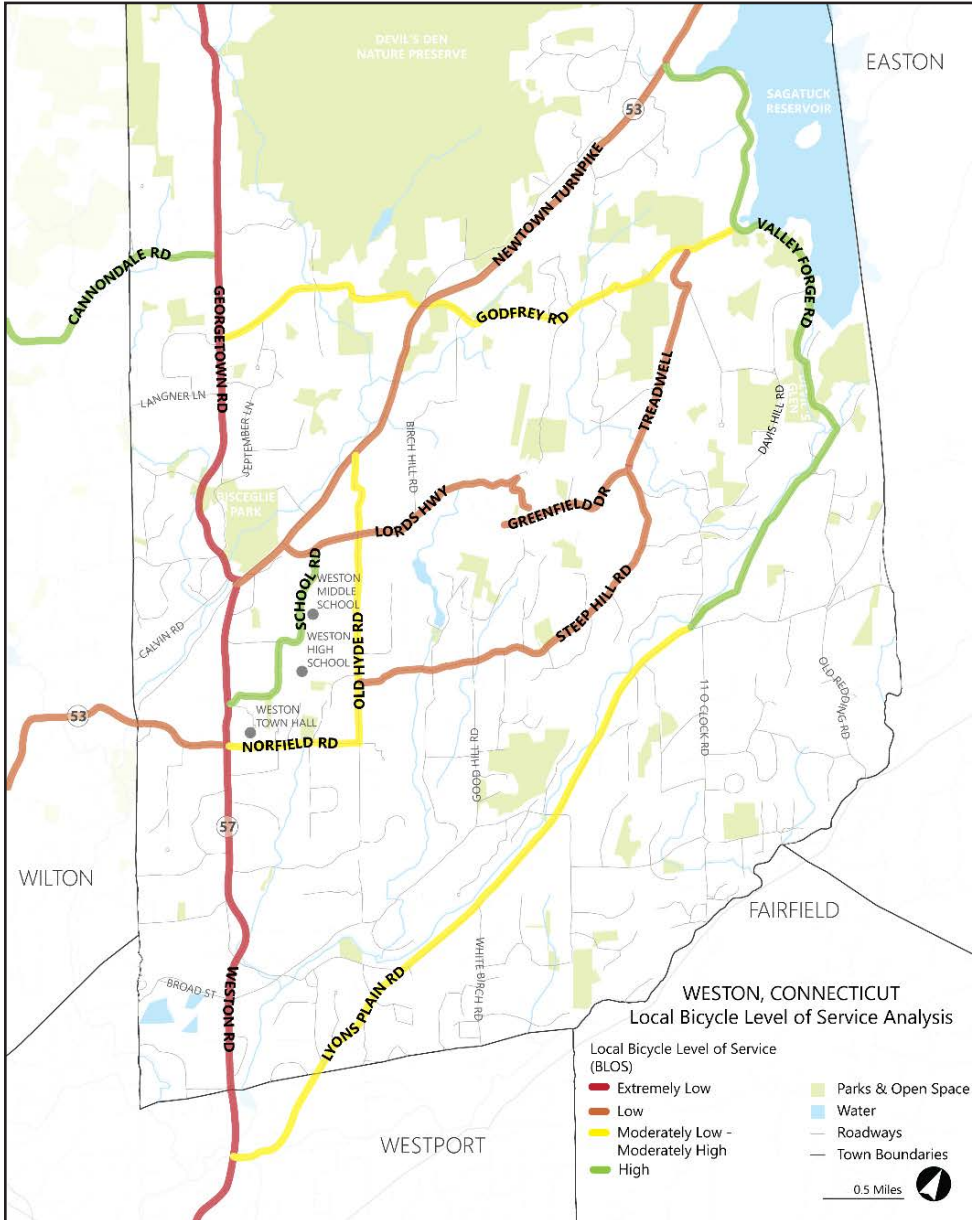 DEVIL'S DEN
NATURE PRESERVE
EASTON
SAGATUCK
RESERVOIR
53
NEWTOWN TURNPIKE
CANNONDALE RD
VALLEY FORGE RD
GEORGETOWN RD
GODFREY RD
LANGNER LN
SEPTEMBER LN
TREADWELL
GLEN
DAVIS HILL RD
BIRCH HILL RD
BISCEGLIE
PARK
LORDS HWY
GREENFIELD DR
SCHOOL RD
WESTON
MIDDLE
SCHOOL
STEEP HILL RD
CALVIN RD
WESTON
HIGH
SCHOOL
OLD HYDE RD
OLD REDDING RD
11 O CLOCK RD
53
WESTON
TOWN HALL
NORFIELD RD
GOOD HILL RD
57
WILTON
FAIRFIELD
WHITE BIRCH RD
BROAD ST
WESTON RD
LYONS PLAIN RD
WESTPORT
WESTON, CONNECTICUT
Local Bicycle Level of Service Analysis
Local Bicycle Level of Service
(BLOS)
Extremely Low
Low
Moderately Low -
Moderately High
High
Parks & Open Space
Water
Roadways
Town Boundaries
0.5 Miles